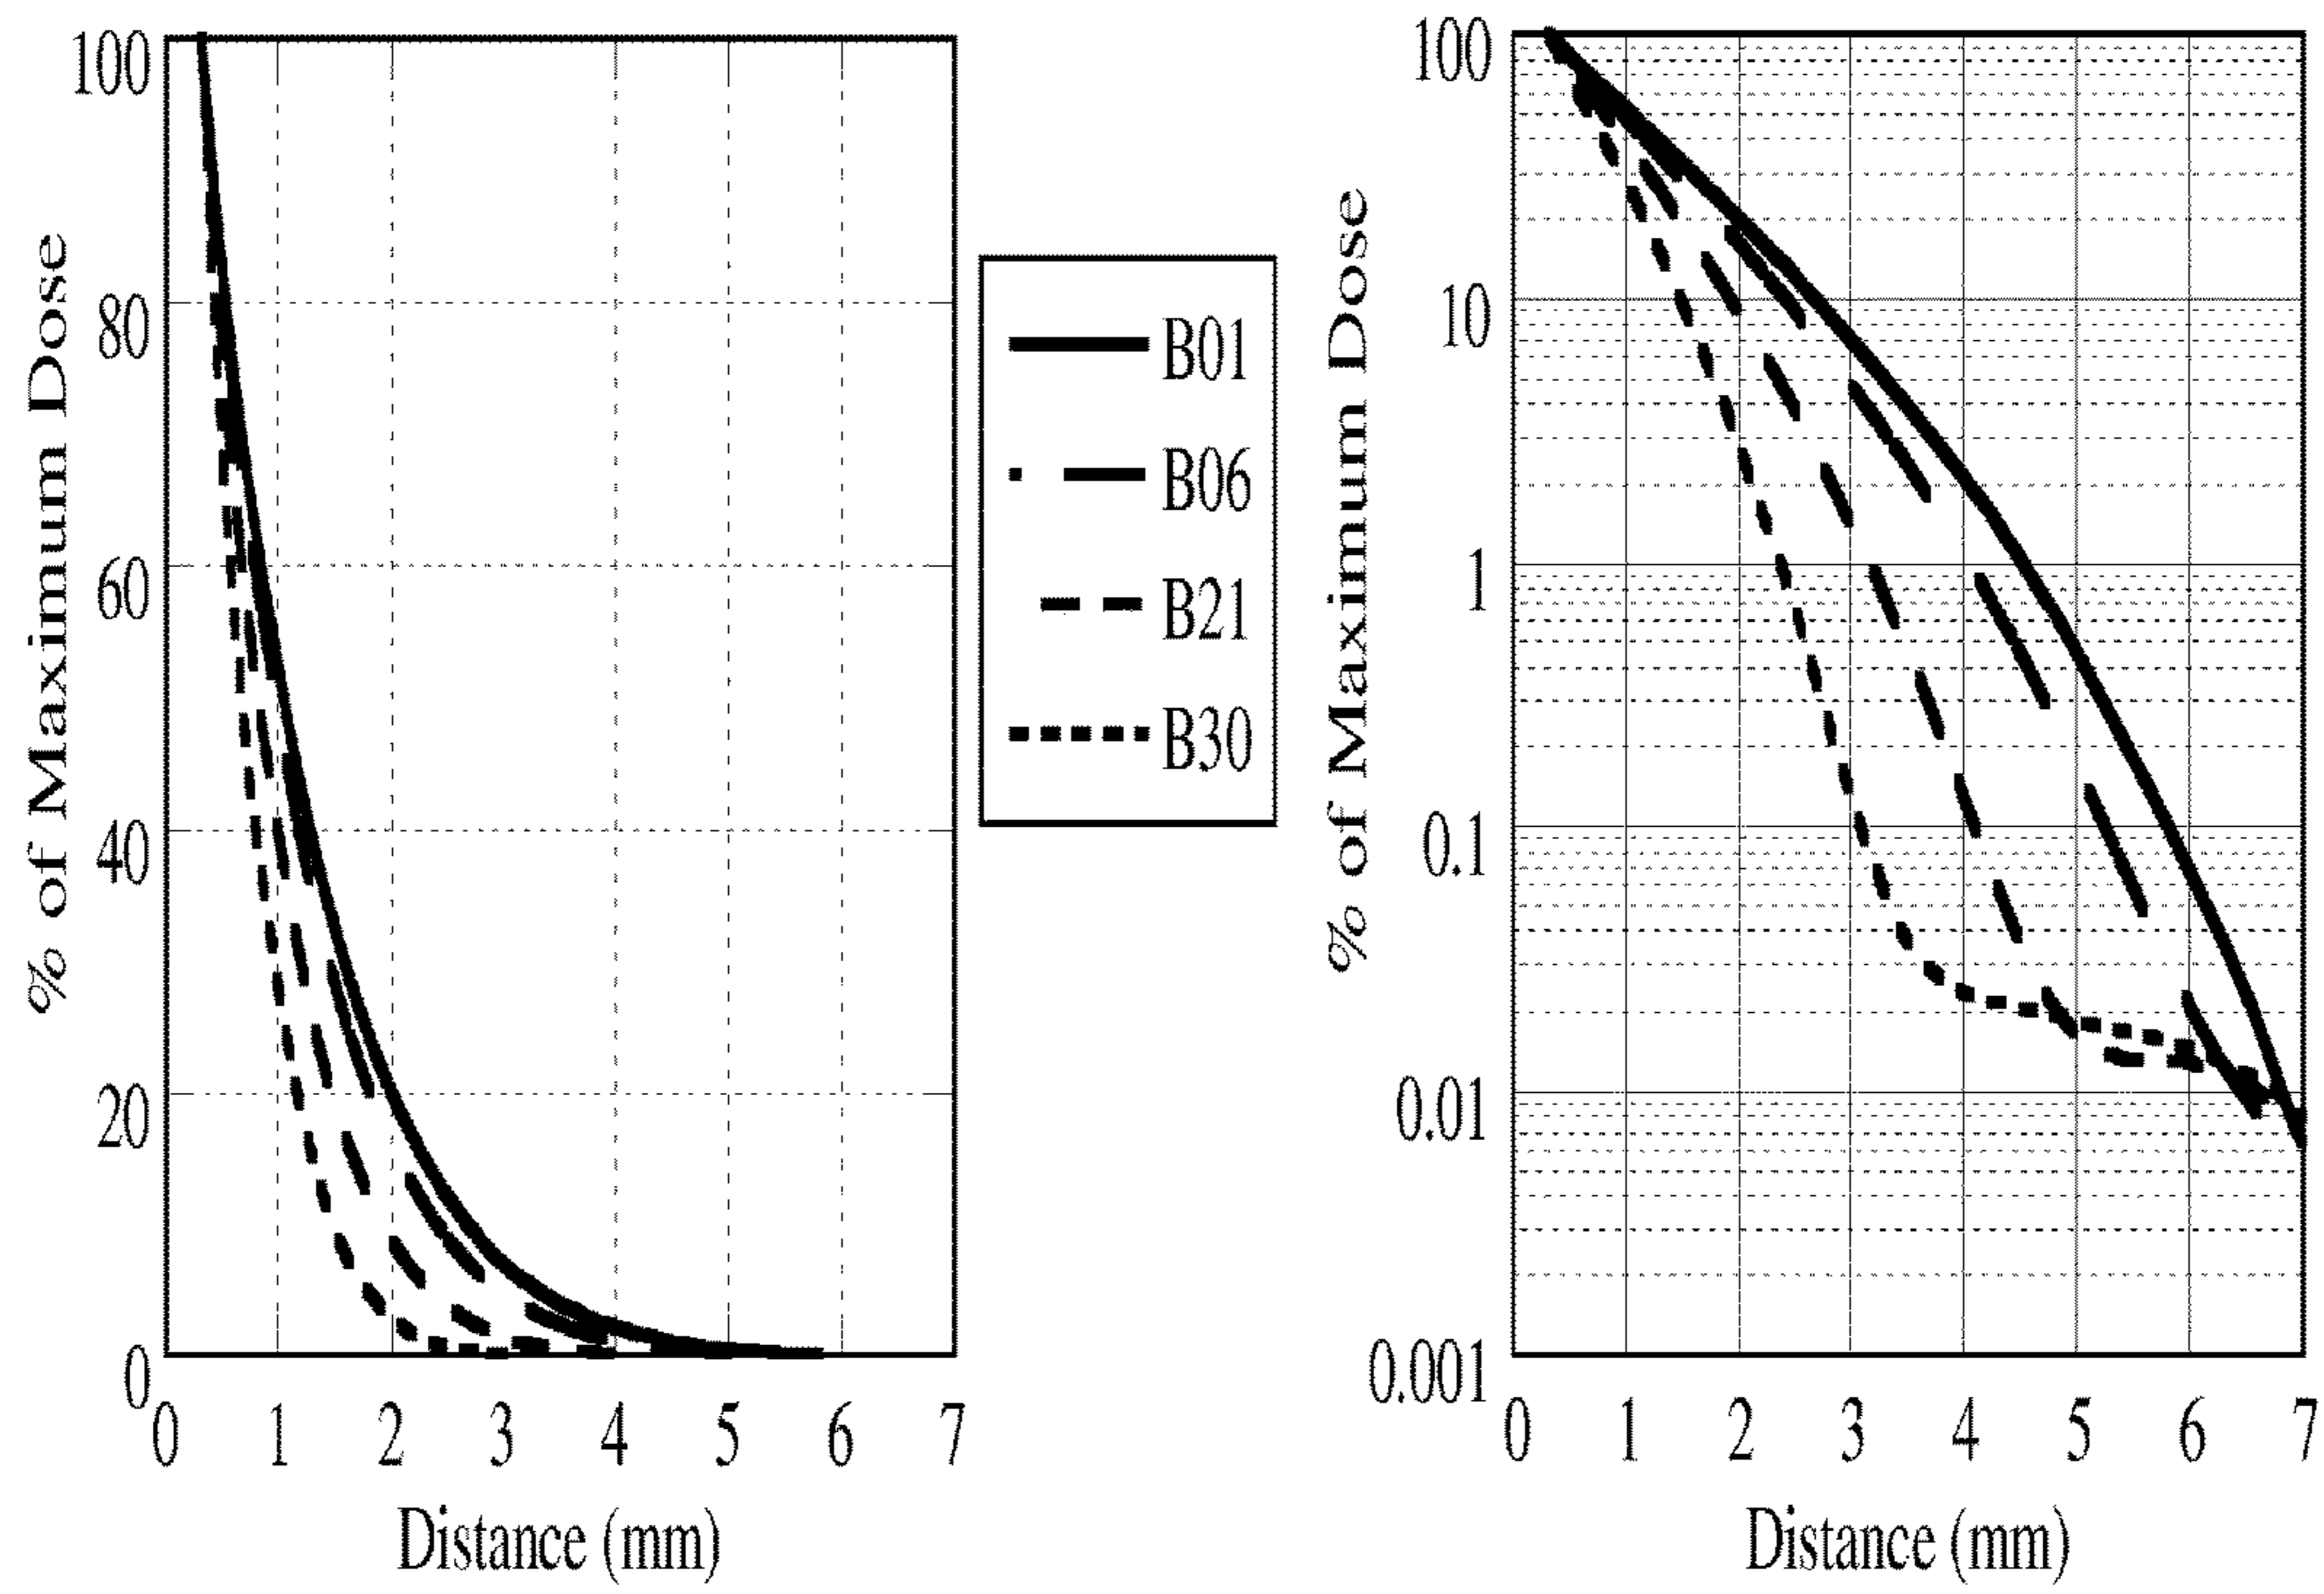 % of Maximum Dose
100
80
60
40
20
0
0 1 2 3 4 5 6 7
Distance (mm)
B01
B06
B21
B30
% of Maximum Dose
100
10
1
0.1
0.01
0.001
0 1 2 3 4 5 6 7
Distance (mm)